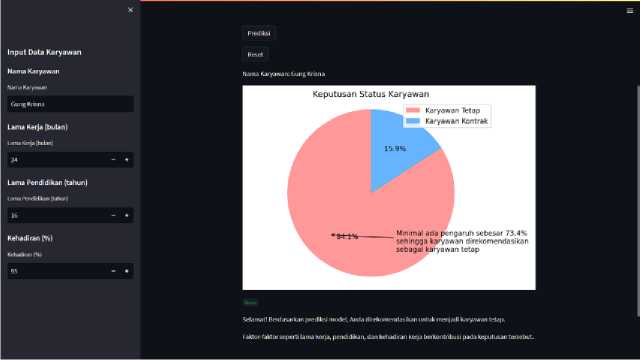 Input Data Karyawan
Nama Karyawan
Nama Karyawan
Gung Krisna
Lama Kerja (bulan)
Lama Kerja (bulan)
24
Lama Pendidikan (tahun)
Lama Pendidikan (tahun)
16
Kehadiran (%)
Kehadiran (%)
95
Prediksi
Reset
Nama Karyawan: Gung Krisna
Keputusan Status Karyawan
Karyawan Tetap
Karyawan Kontrak
15.9%
84.1%
Minimal ada pengaruh sebesar 73.4%
sehingga karyawan direkomendasikan
sebagai karyawan tetap
Selamat! Berdasarkan prediksi model, Anda direkomendasikan untuk menjadi karyawan tetap.
Faktor-faktor seperti lama kerja, pendidikan, dan kehadiran kerja berkontribusi pada keputusan tersebut.